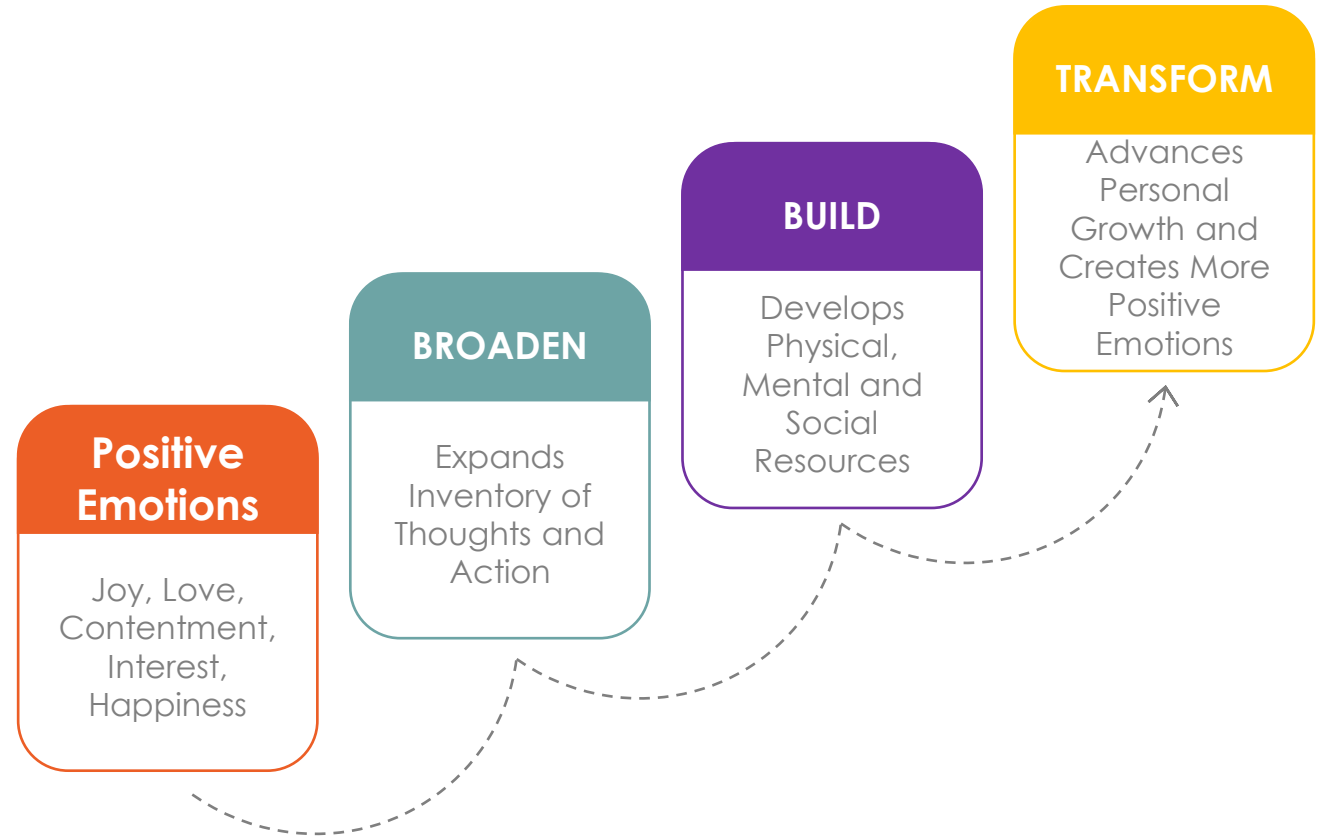 Positive
Emotions
Joy, Love,
Contentment,
Interest,
Happiness
BROADEN
Expands
Inventory of
Thoughts and
Action
BUILD
Develops
Physical,
Mental and
Social
Resources
TRANSFORM
Advances
Personal
Growth and
Creates More
Positive
Emotions